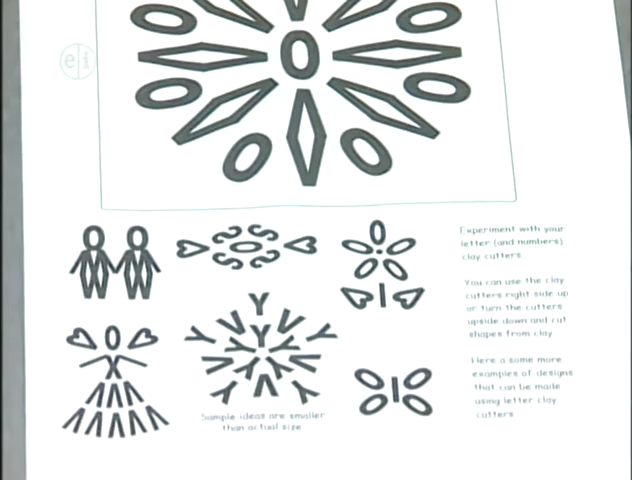 Experiment with your
letter (and numbers)
clay cutters
You can use the clay
cutters right side up
or turn the cutters
upside down and cut
shapes from clay
Here a some more
examples of designs
that can be made
using letter clay
cutters
Sample ideas are smaller
than actual size